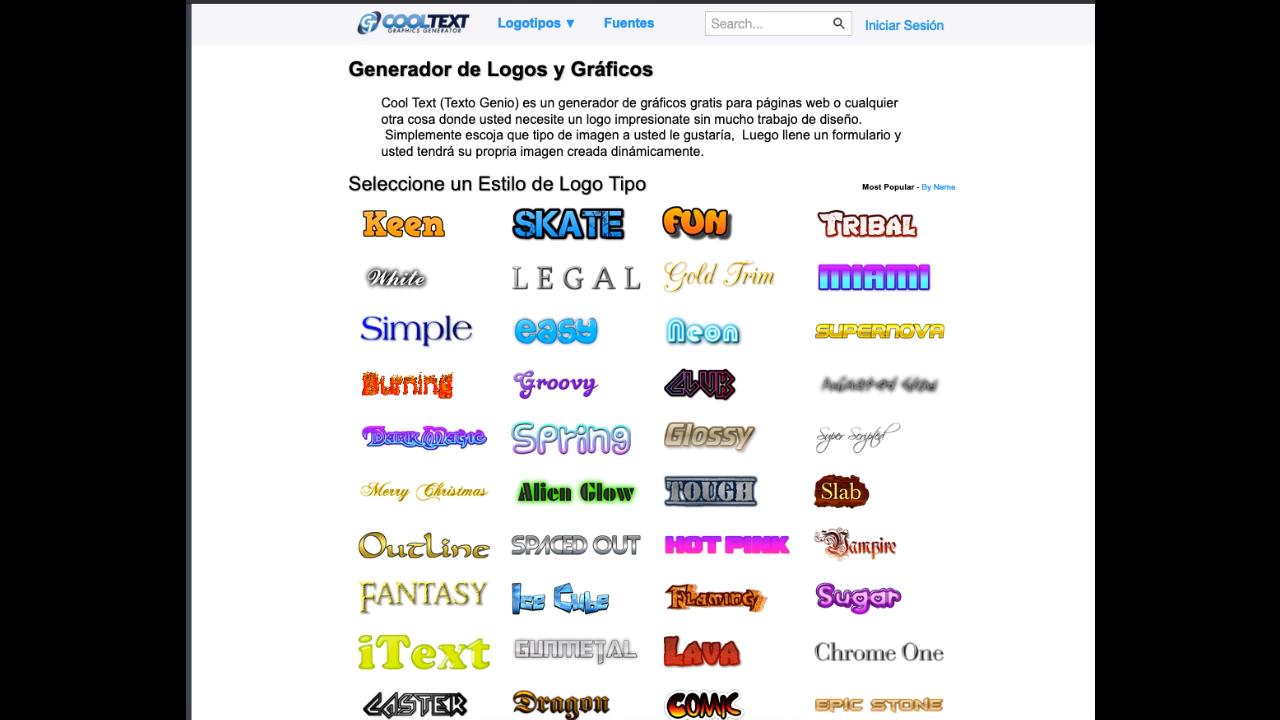 COOLTEXT
GRAPHICS GENERATOR
Logotipos ▼ Fuentes Search... Iniciar Sesión
Generador de Logos y Gráficos
Cool Text (Texto Genio) es un generador de gráficos gratis para páginas web o cualquier
otra cosa donde usted necesite un logo impresionate sin mucho trabajo de diseño.
Simplemente escoja que tipo de imagen a usted le gustaría, Luego llene un formulario y
usted tendrá su propria imagen creada dinámicamente.
Seleccione un Estilo de Logo Tipo Most Popular - By Name
Keen SKATE FUN TRIBAL
White LEGAL Gold Trim MIAMI
Simple easy Neon SUPERNOVA
Burning Groovy CLUB Animated Glow
Dark Magic Spring Glossy Super Scripted
Merry Christmas Alien Glow TOUGH Slab
Outline SPACED OUT HOT PINK Vampire
FANTASY Ice Cube Flaming Sugar
iText GUNMETAL LAVA Chrome One
CASTER Dragon COMIC EPIC STONE